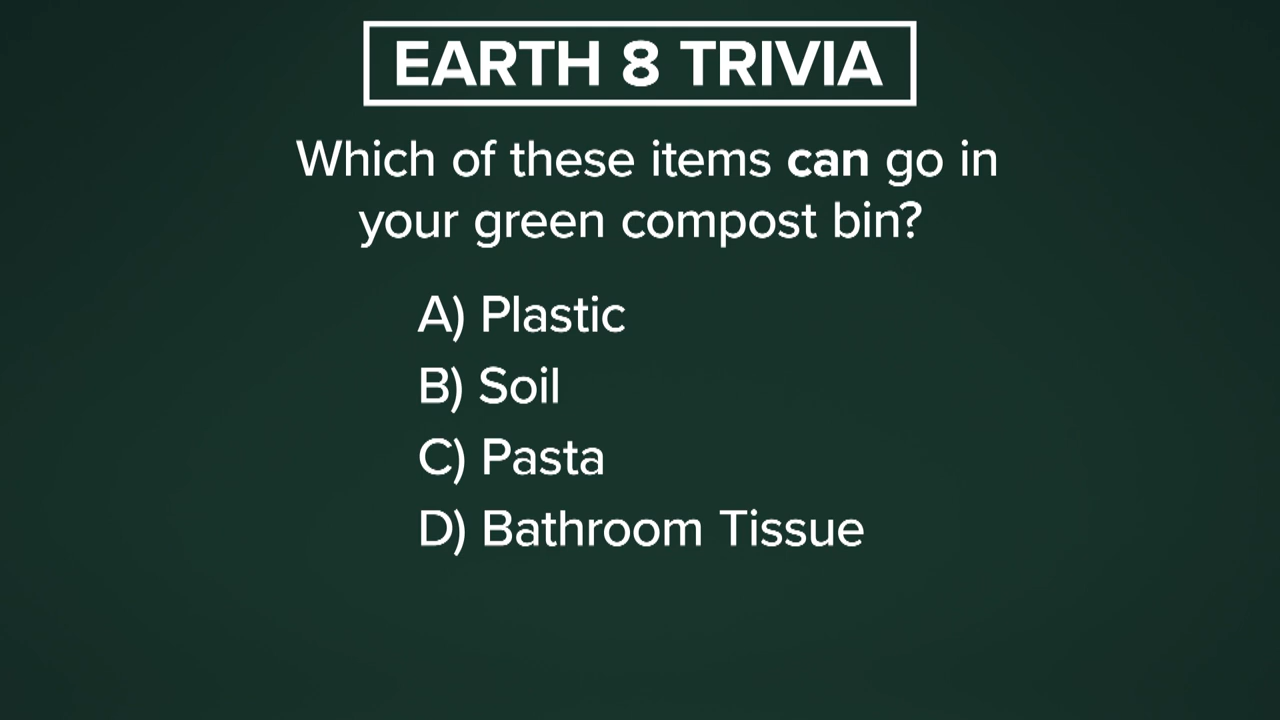 EARTH 8 TRIVIA
Which of these items can go in
your green compost bin?
A) Plastic
B) Soil
C) Pasta
D) Bathroom Tissue